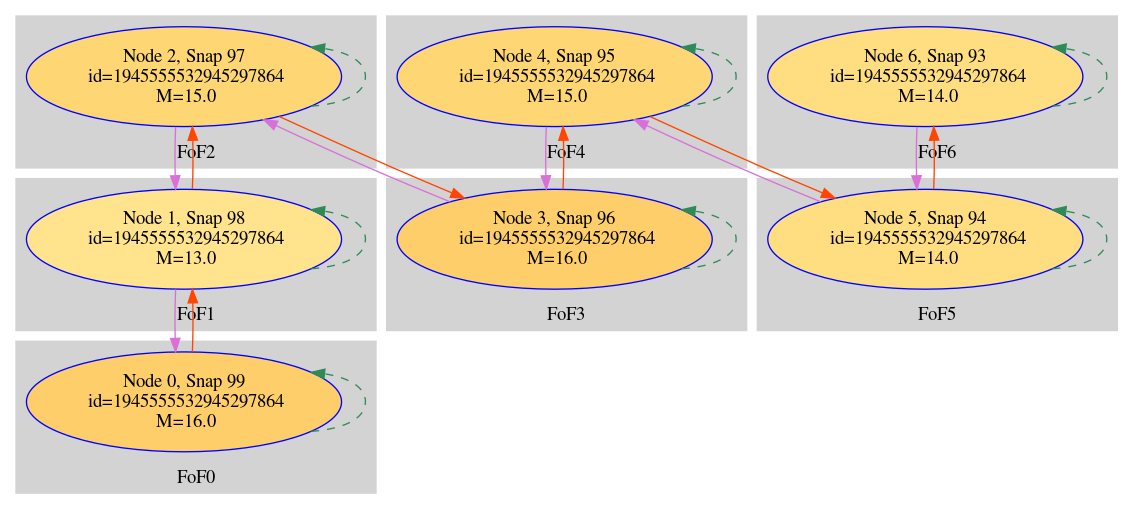 Node 2, Snap 97
id=1945555532945297864
M=15.0
FoF2
Node 4, Snap 95
id=1945555532945297864
M=15.0
FoF4
Node 6, Snap 93
id=1945555532945297864
M=14.0
FoF6
Node 1, Snap 98
id=1945555532945297864
M=13.0
FoF1
Node 3, Snap 96
id=1945555532945297864
M=16.0
FoF3
Node 5, Snap 94
id=1945555532945297864
M=14.0
FoF5
Node 0, Snap 99
id=1945555532945297864
M=16.0
FoF0